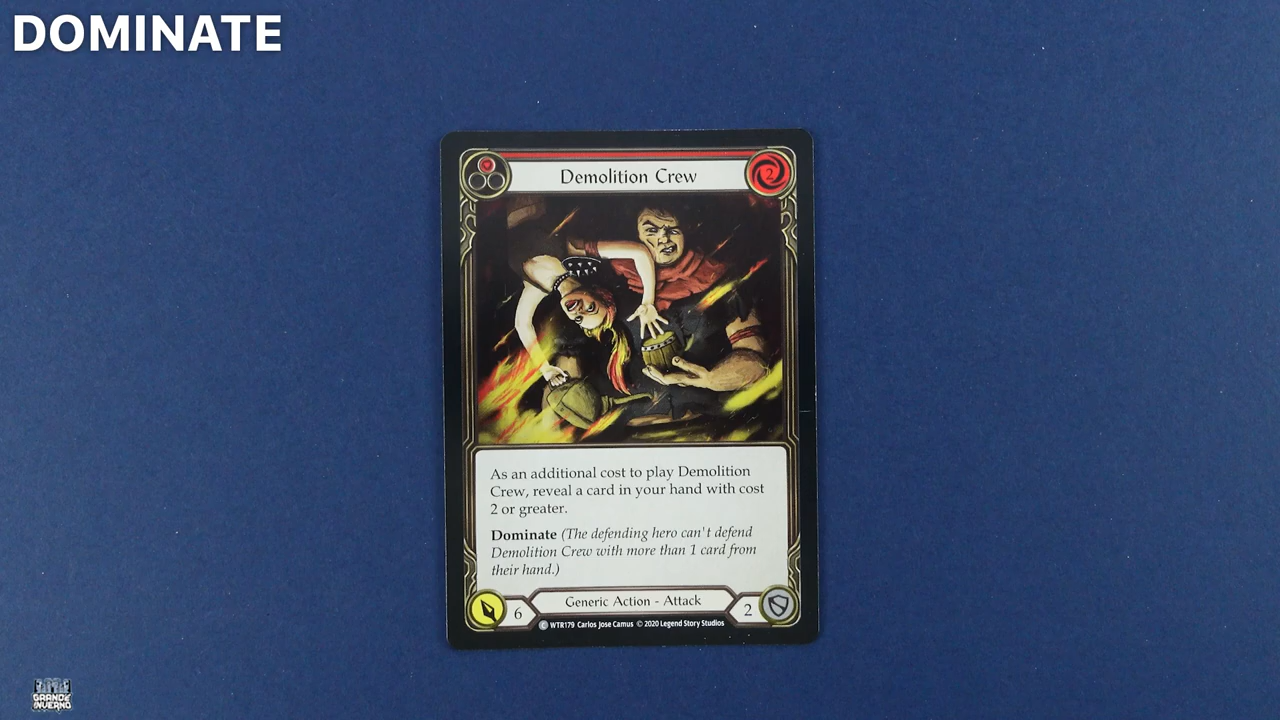 DOMINATE
Demolition Crew
2
As an additional cost to play Demolition
Crew, reveal a card in your hand with cost
2 or greater.
Dominate (The defending hero can't defend
Demolition Crew with more than 1 card from
their hand.)
6
Generic Action - Attack
2
C WTR179 Carlos Jose Camus © 2020 Legend Story Studios
GRANDE
INVERNO